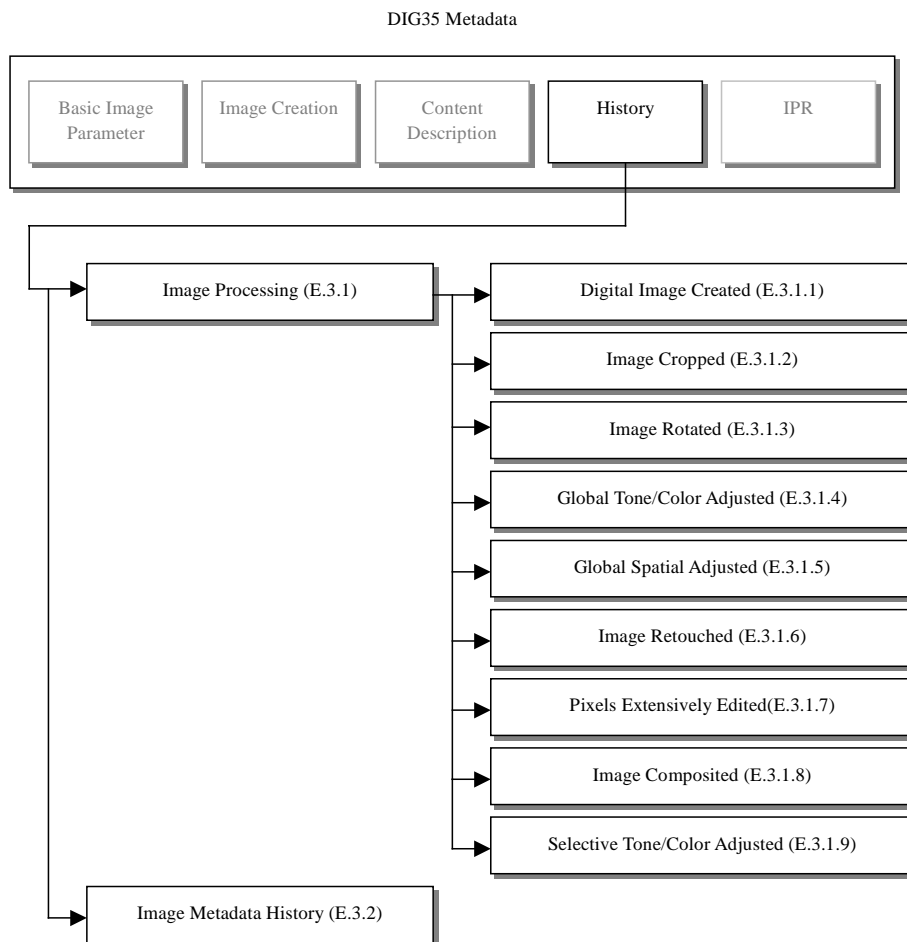 DIG35 Metadata
Basic Image
Parameter
Image Creation
Content
Description
History
IPR
Image Processing (E.3.1)
Digital Image Created (E.3.1.1)
Image Cropped (E.3.1.2)
Image Rotated (E.3.1.3)
Global Tone/Color Adjusted (E.3.1.4)
Global Spatial Adjusted (E.3.1.5)
Image Retouched (E.3.1.6)
Pixels Extensively Edited(E.3.1.7)
Image Composited (E.3.1.8)
Selective Tone/Color Adjusted (E.3.1.9)
Image Metadata History (E.3.2)